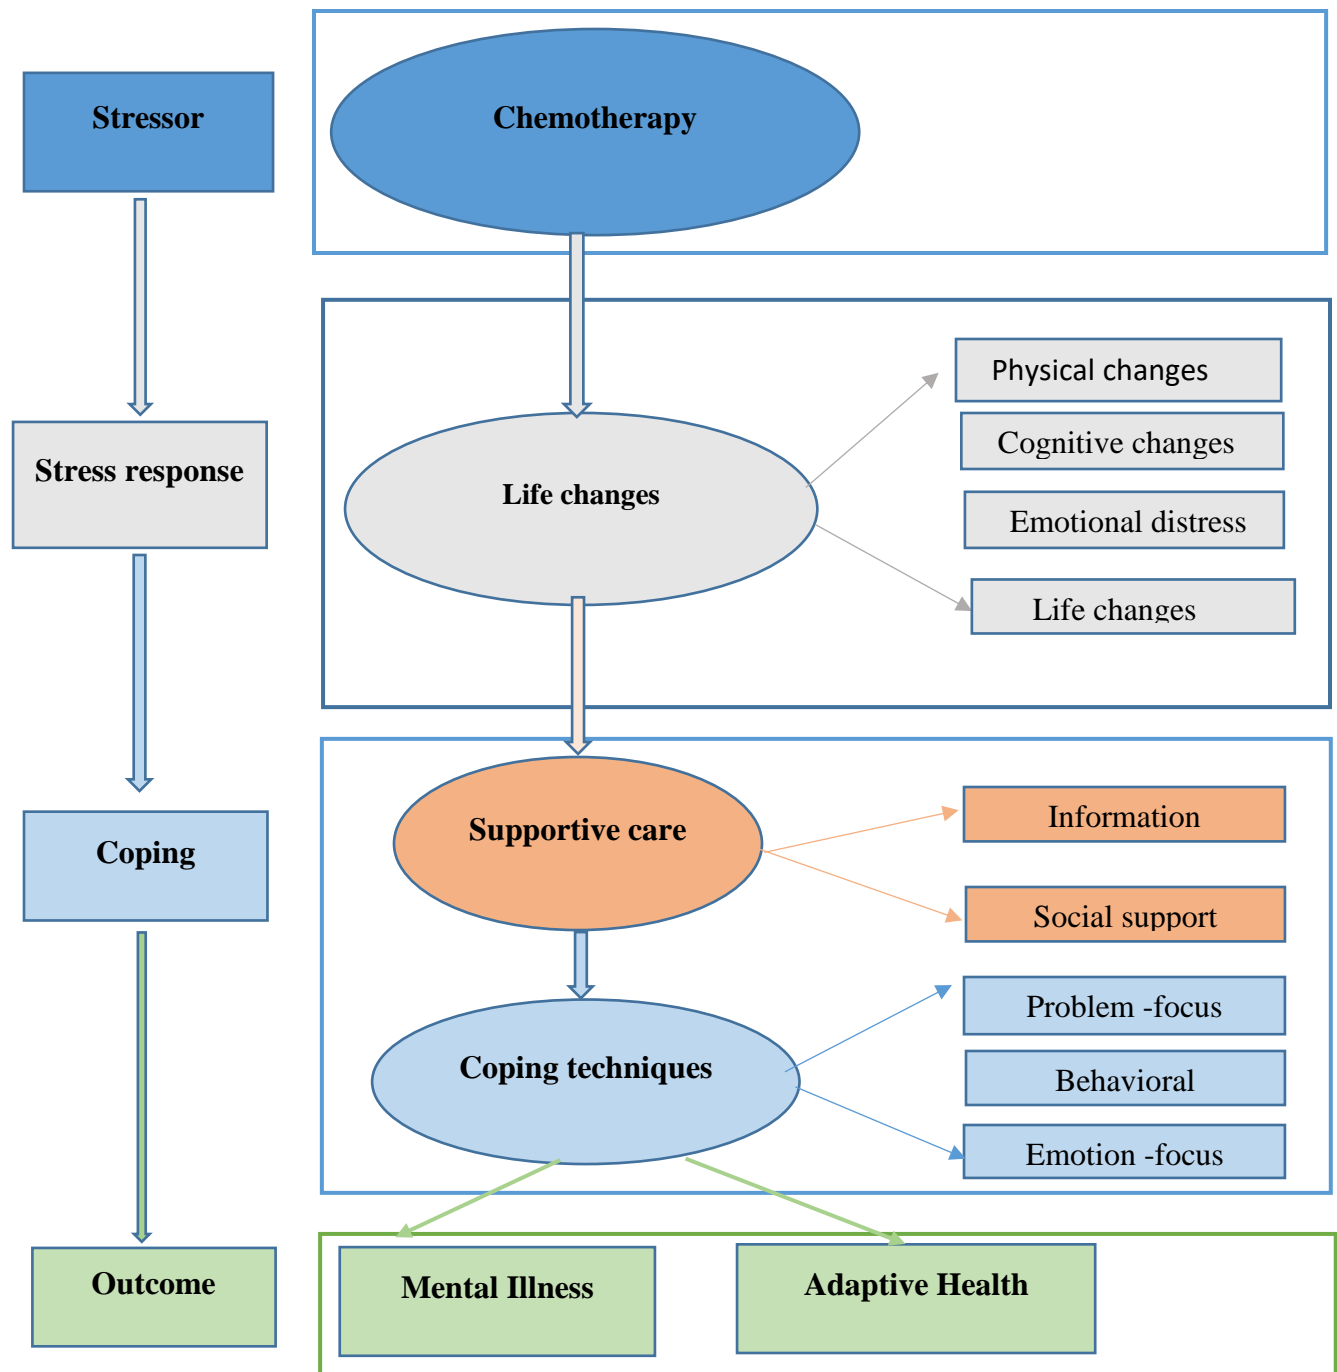 Stressor
Chemotherapy
Physical changes
Cognitive changes
Stress response
Life changes
Emotional distress
Life changes
Information
Supportive care
Coping
Social support
Problem -focus
Coping techniques
Behavioral
Emotion -focus
Outcome
Mental Illness
Adaptive Health